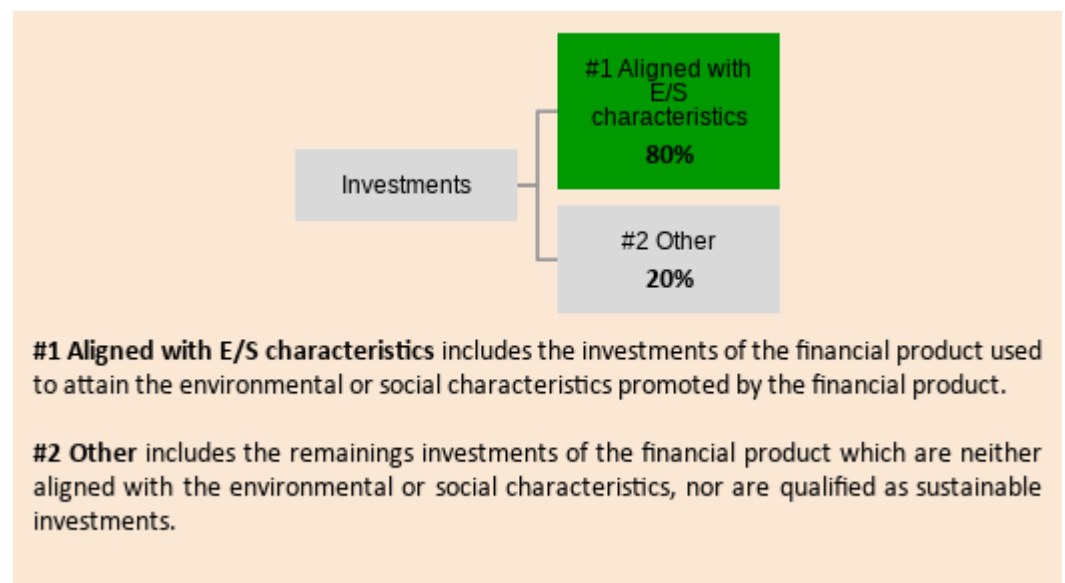 #1 Aligned with
E/S
characteristics
80%
Investments
#2 Other
20%
#1 Aligned with E/S characteristics includes the investments of the financial product used
to attain the environmental or social characteristics promoted by the financial product.
#2 Other includes the remainings investments of the financial product which are neither
aligned with the environmental or social characteristics, nor are qualified as sustainable
investments.